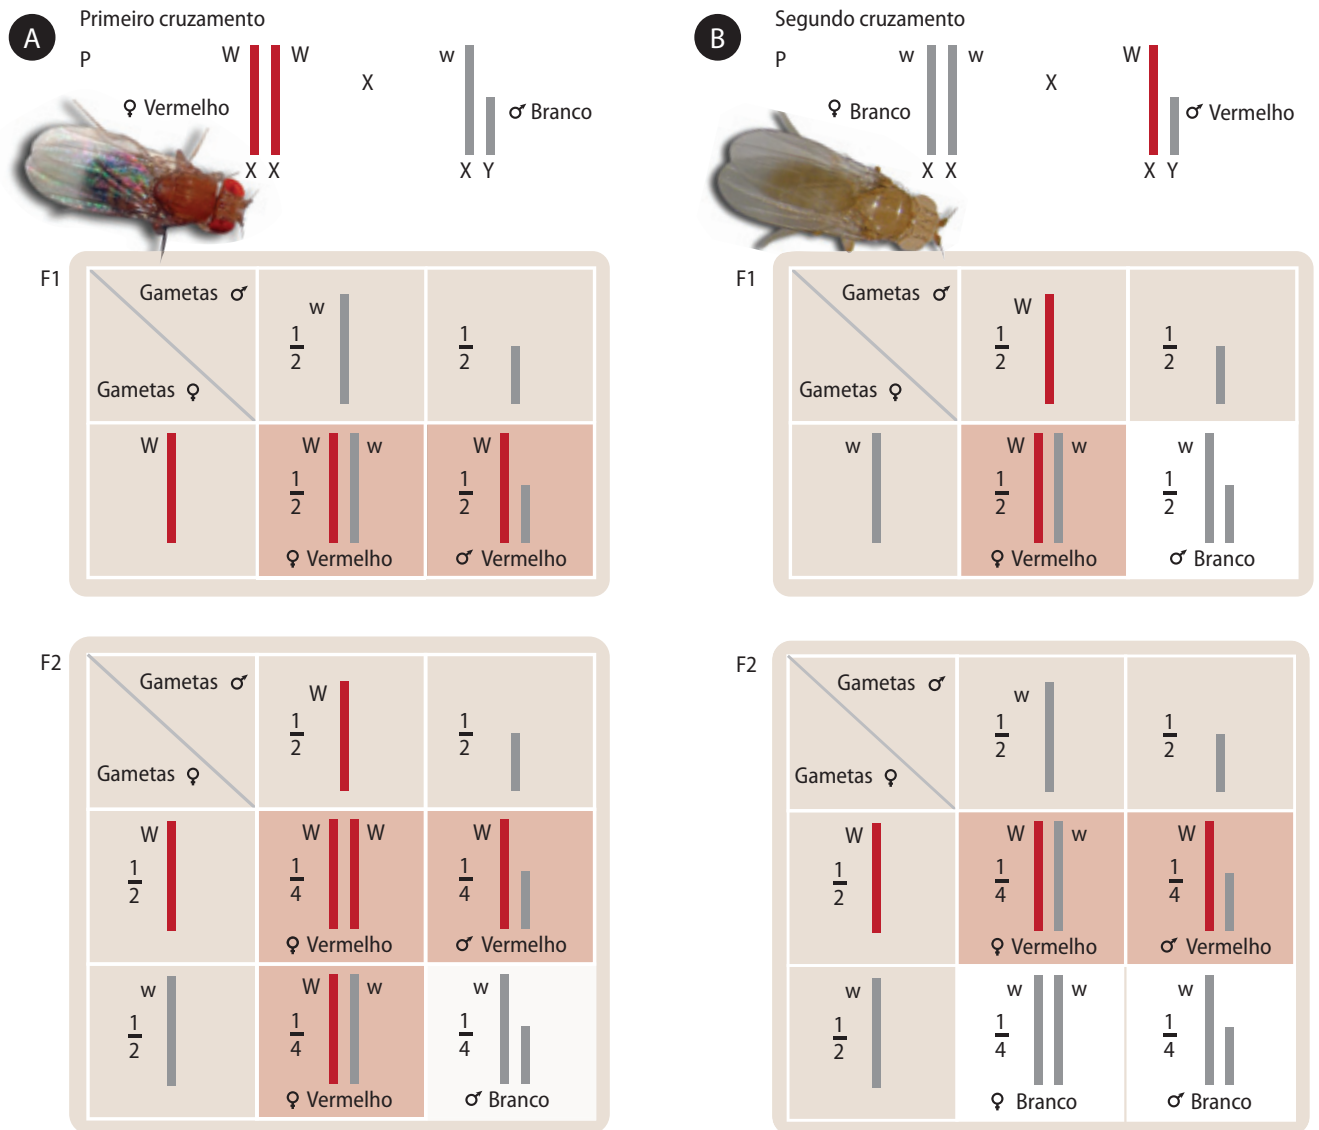 A
Primeiro cruzamento
P
W W
X
w
♀ Vermelho
♂ Branco
X X
X Y
F1
Gametas ♂
Gametas ♀
w
1/2
1/2
W
W w
1/2
♀ Vermelho
W
1/2
♂ Vermelho
F2
Gametas ♂
Gametas ♀
W
1/2
1/2
W
1/2
W W
1/4
♀ Vermelho
W
1/4
♂ Vermelho
w
1/2
W w
1/4
♀ Vermelho
w
1/4
♂ Branco
B
Segundo cruzamento
P
w w
X
W
♀ Branco
♂ Vermelho
X X
X Y
F1
Gametas ♂
Gametas ♀
W
1/2
1/2
w
W w
1/2
♀ Vermelho
w
1/2
♂ Branco
F2
Gametas ♂
Gametas ♀
w
1/2
1/2
W
1/2
W w
1/4
♀ Vermelho
W
1/4
♂ Vermelho
w
1/2
w w
1/4
♀ Branco
w
1/4
♂ Branco